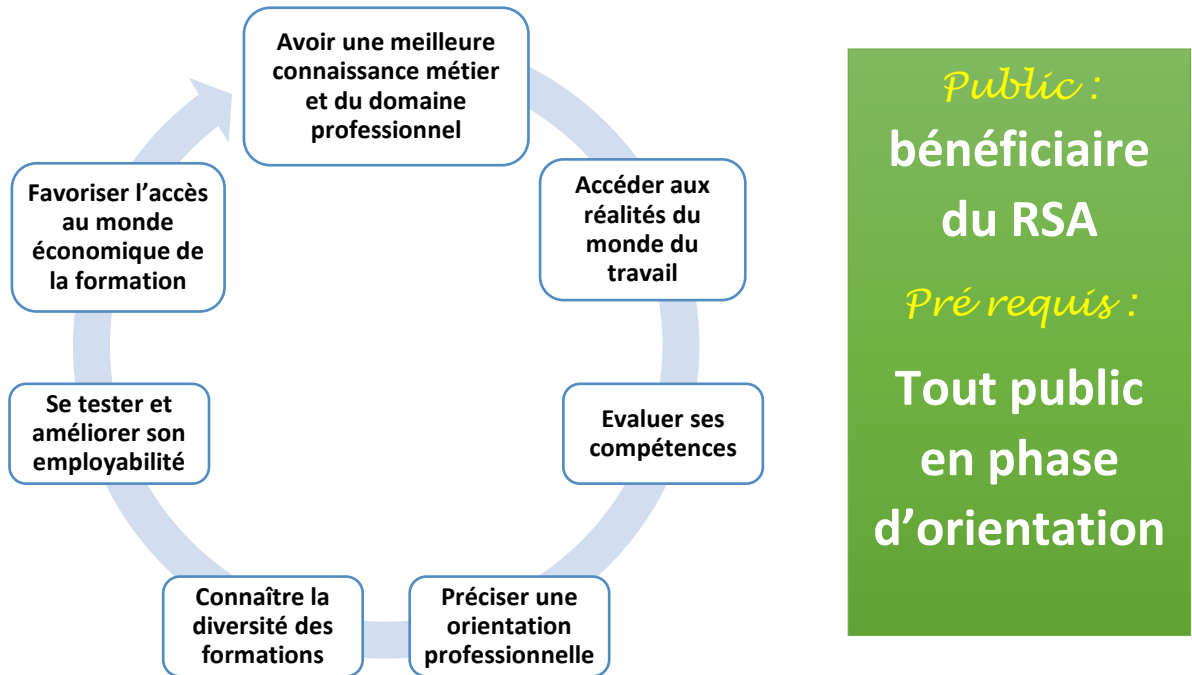 Avoir une meilleure
connaissance métier
et du domaine
professionnel
Accéder aux
réalités du
monde du
travail
Evaluer ses
compétences
Préciser une
orientation
professionnelle
Connaître la
diversité des
formations
Se tester et
améliorer son
employabilité
Favoriser l’accès
au monde
économique de
la formation
Public :
bénéficiaire
du RSA
Pré requis :
Tout public
en phase
d’orientation